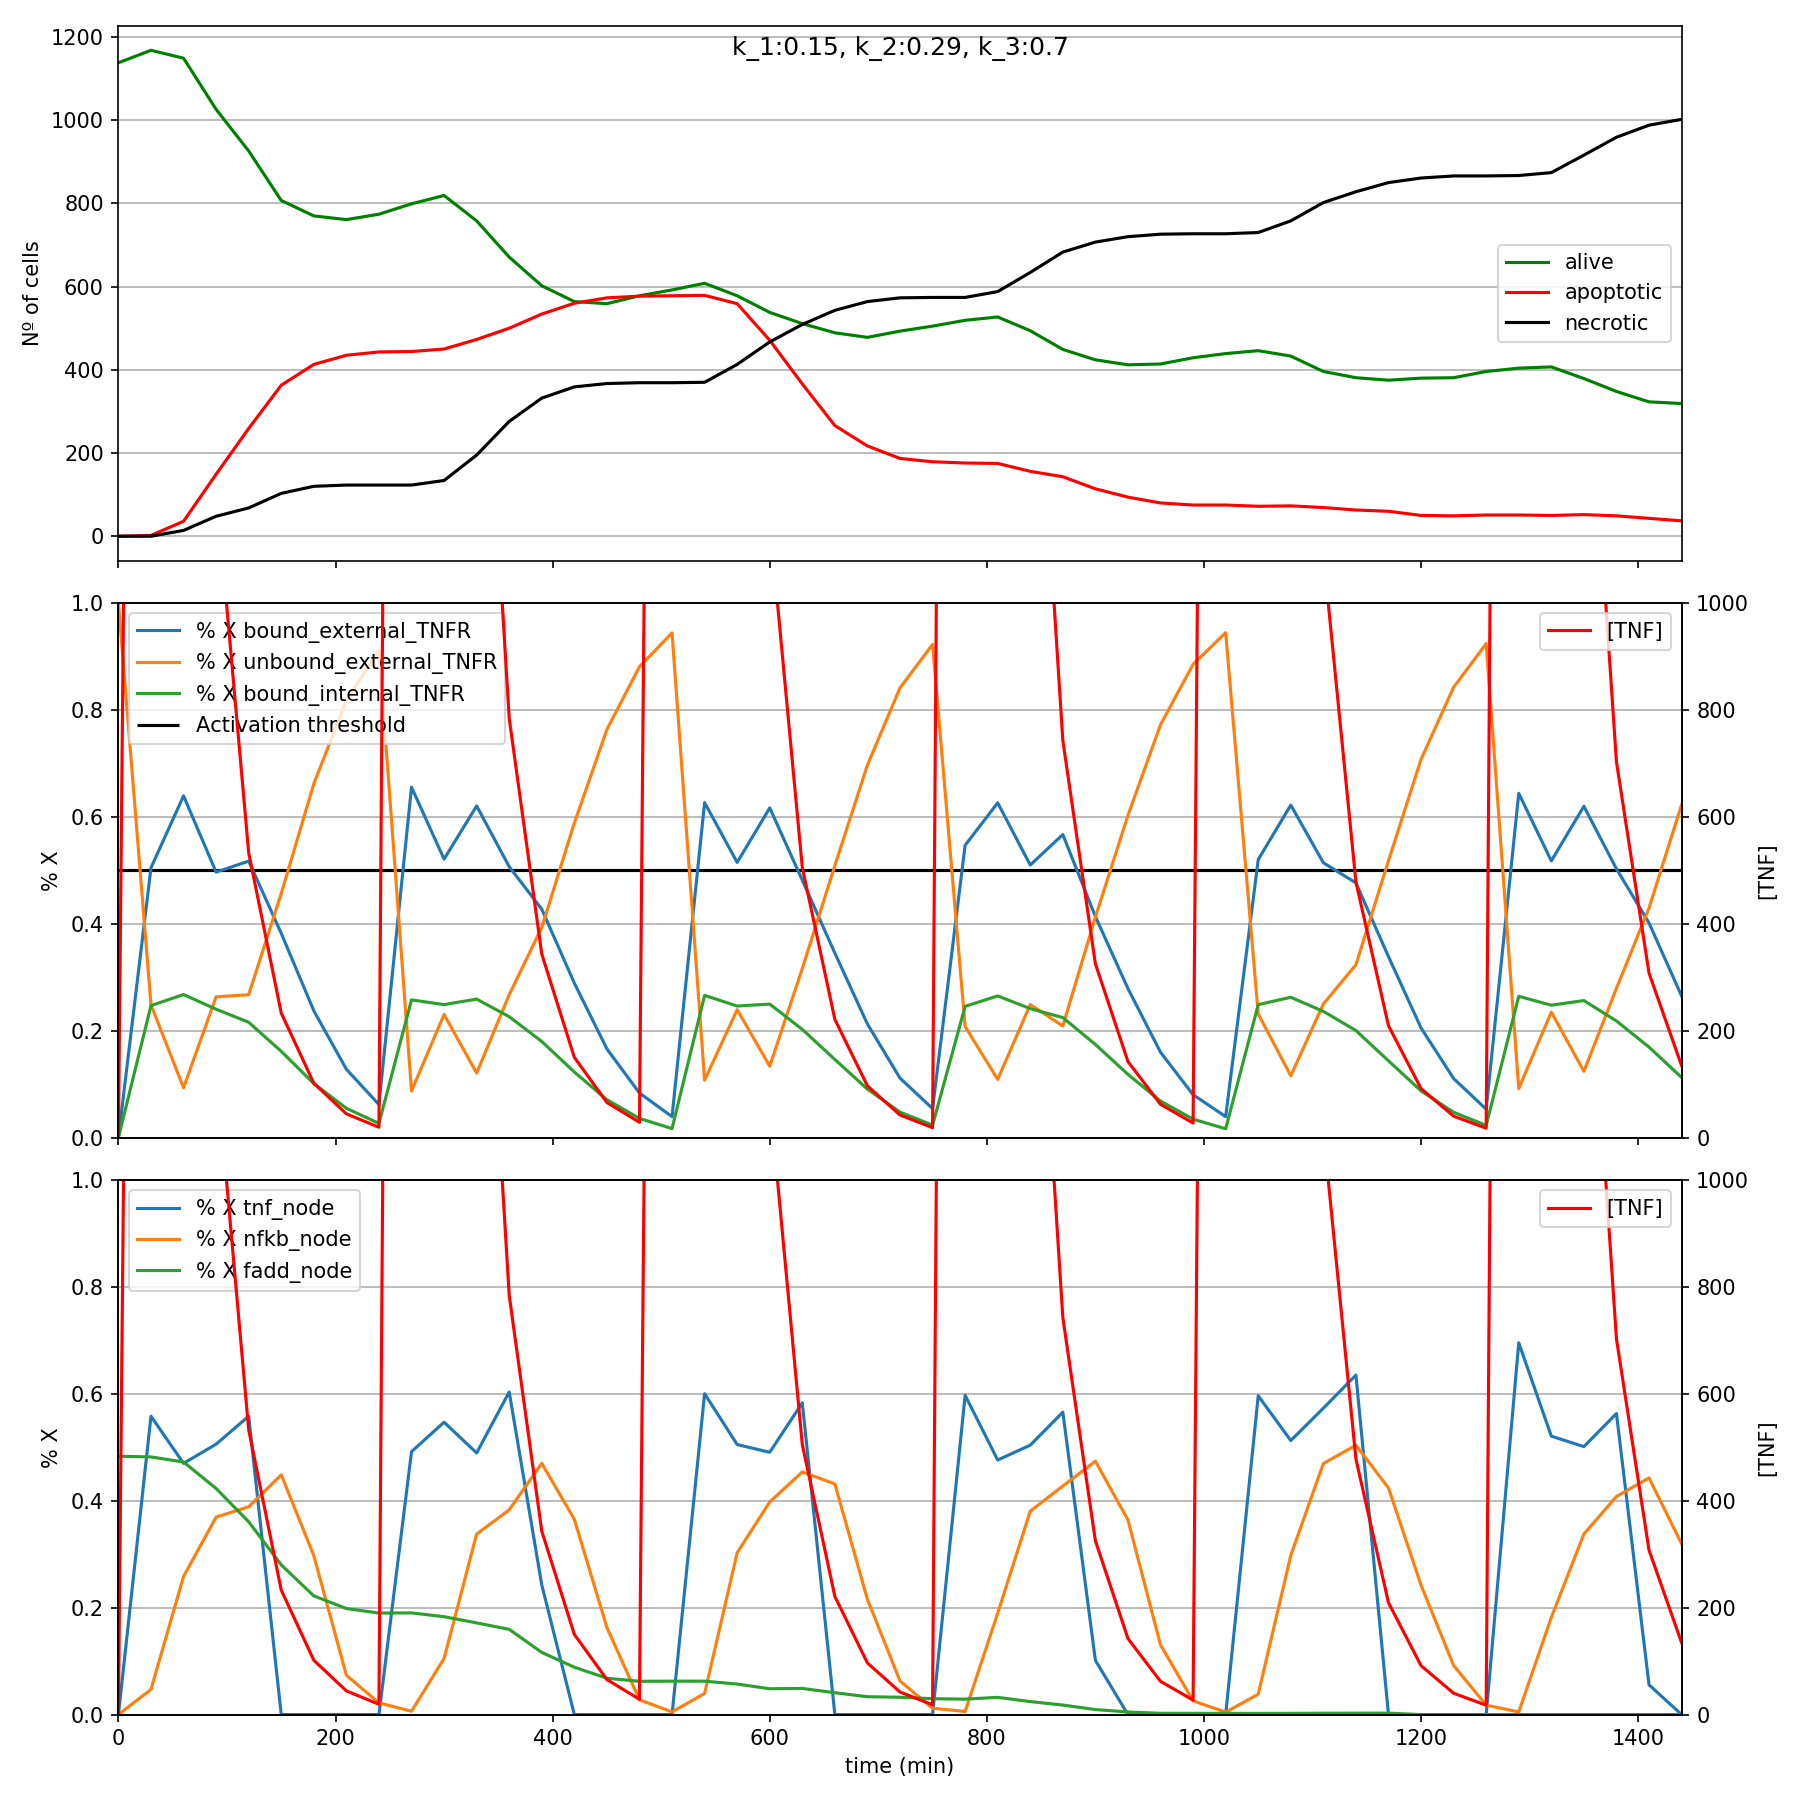 k_1:0.15, k_2:0.29, k_3:0.7
1200
1000
800
600
400
200
0
Nº of cells
alive
apoptotic
necrotic
1.0
0.8
0.6
0.4
0.2
0.0
% X
% X bound_external_TNFR
% X unbound_external_TNFR
% X bound_internal_TNFR
Activation threshold
[TNF]
1000
800
600
400
200
0
[TNF]
1.0
0.8
0.6
0.4
0.2
0.0
% X
% X tnf_node
% X nfkb_node
% X fadd_node
[TNF]
1000
800
600
400
200
0
[TNF]
0 200 400 600 800 1000 1200 1400
time (min)